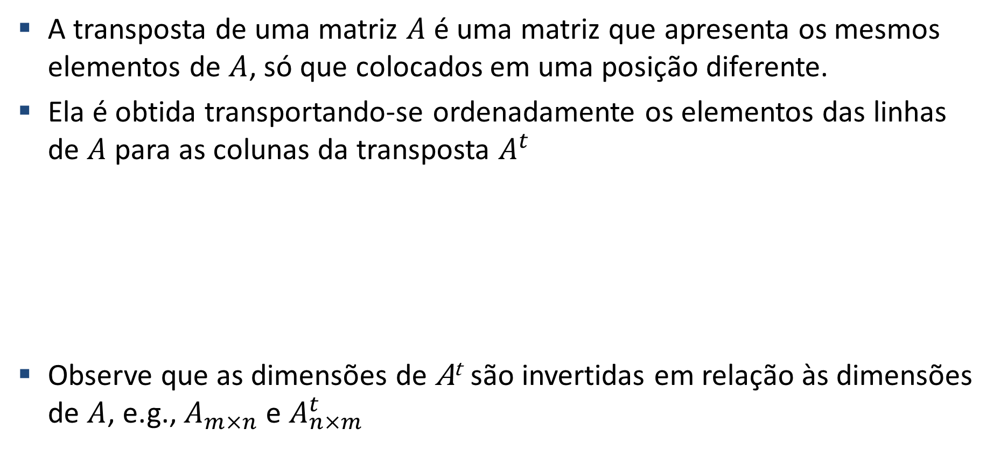 ▪ A transposta de uma matriz A é uma matriz que apresenta os mesmos
elementos de A, só que colocados em uma posição diferente.
▪ Ela é obtida transportando-se ordenadamente os elementos das linhas
de A para as colunas da transposta Aᵗ
▪ Observe que as dimensões de Aᵗ são invertidas em relação às dimensões
de A, e.g., A_{m×n} e A^t_{n×m}